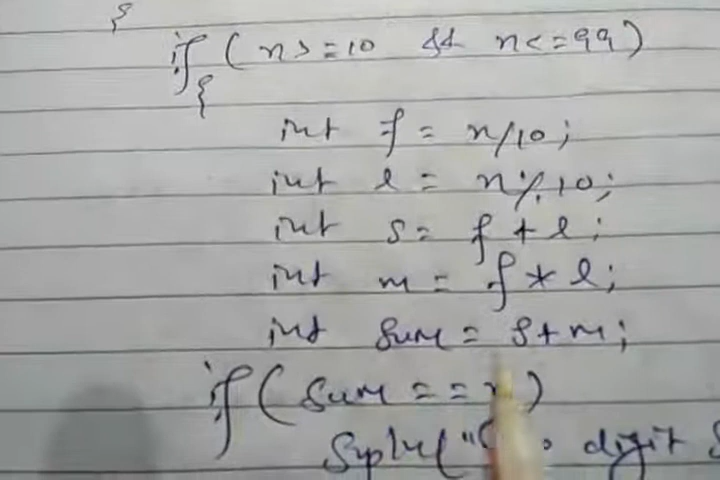 {
if ( n>=10 && n<=99)
{
int f = n/10;
int l = n%10;
int s = f + l;
int m = f * l;
int sum = s+m;
if ( sum == n)
Sopln(" digit